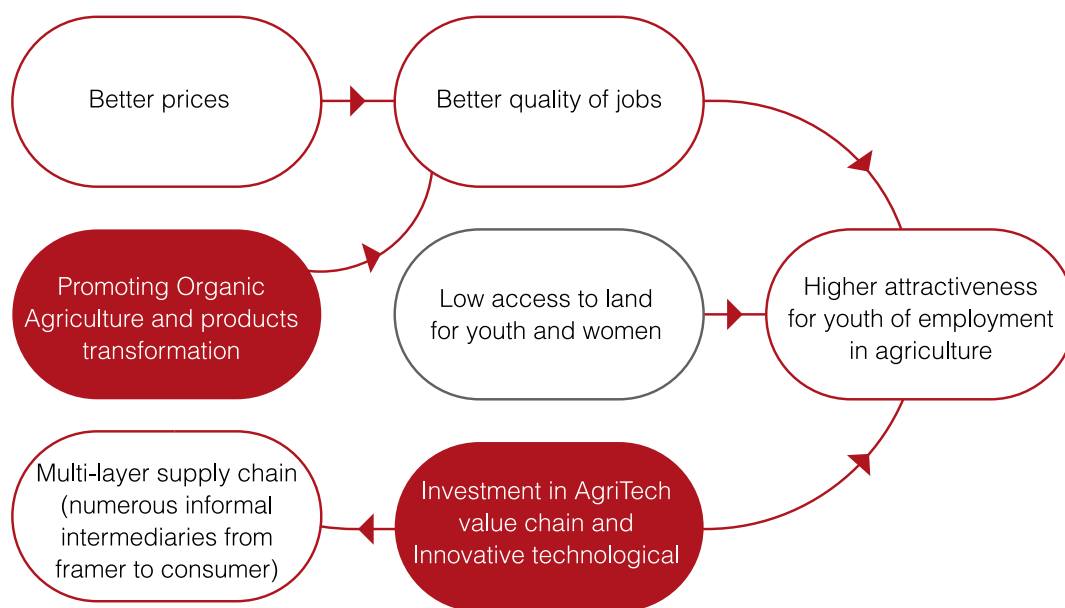 Better prices
Better quality of jobs
Promoting Organic
Agriculture and products
transformation
Low access to land
for youth and women
Higher attractiveness
for youth of employment
in agriculture
Multi-layer supply chain
(numerous informal
intermediaries from
framer to consumer)
Investment in AgriTech
value chain and
Innovative technological